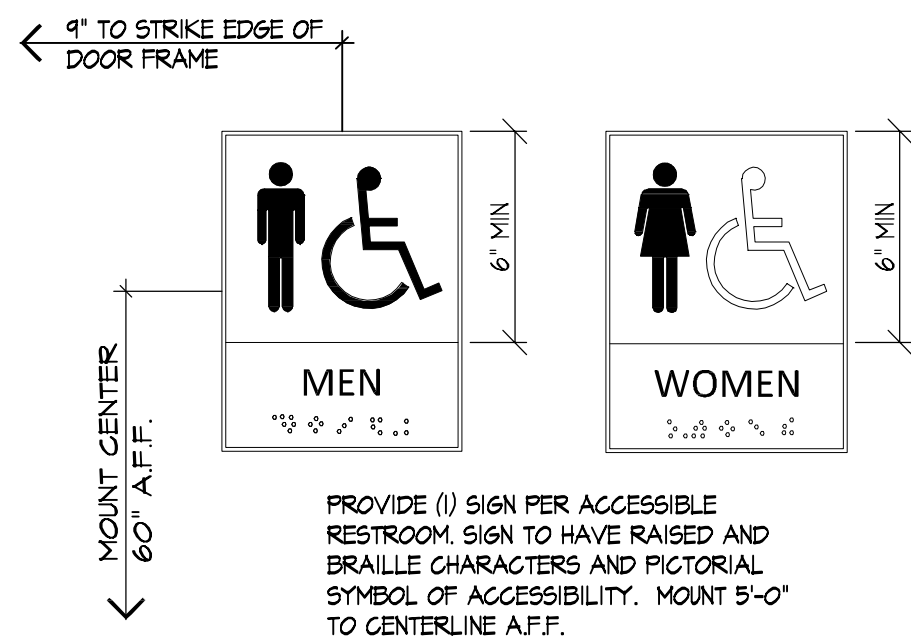 9" TO STRIKE EDGE OF
DOOR FRAME
6" MIN
6" MIN
MEN
WOMEN
MOUNT CENTER
60" A.F.F.
PROVIDE (1) SIGN PER ACCESSIBLE
RESTROOM. SIGN TO HAVE RAISED AND
BRAILLE CHARACTERS AND PICTORIAL
SYMBOL OF ACCESSIBILITY. MOUNT 5'-0"
TO CENTERLINE A.F.F.